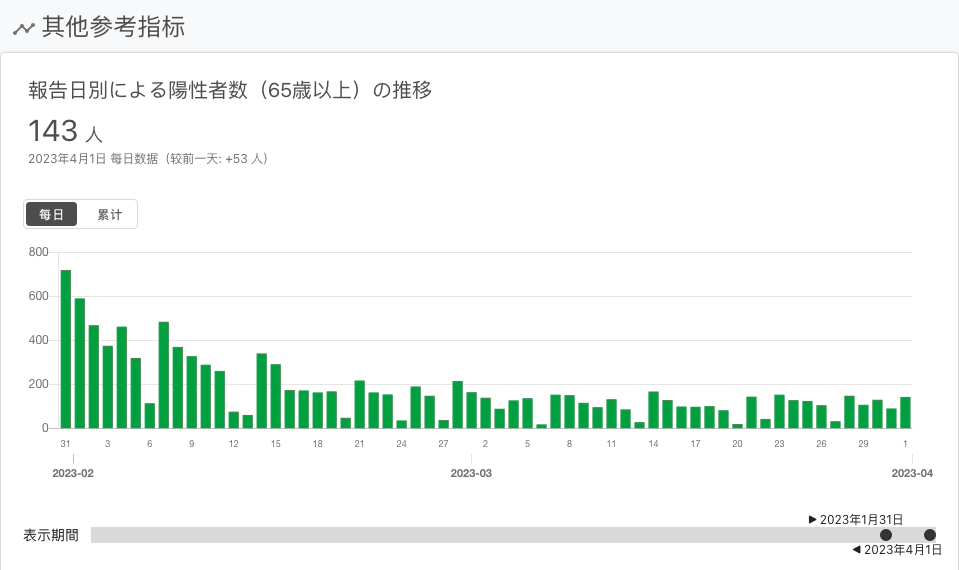 其他参考指标
報告日別による陽性者数（65歳以上）の推移
143 人
2023年4月1日 每日数据（较前一天: +53 人）
每日 累计
800
600
400
200
0
31 3 6 9 12 15 18 21 24 27 2 5 8 11 14 17 20 23 26 29 1
2023-02 2023-03 2023-04
▶ 2023年1月31日
表示期間
◀ 2023年4月1日